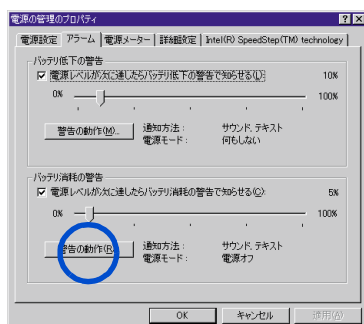 電源の管理のプロパティ
電源設定 アラーム 電源メーター 詳細設定 Intel(R) SpeedStep(TM) technology
バッテリ低下の警告
電源レベルが次に達したらバッテリ低下の警告で知らせる(L): 10%
0% 100%
警告の動作(M)... 通知方法: サウンド, テキスト
電源モード: 何もしない
バッテリ消耗の警告
電源レベルが次に達したらバッテリ消耗の警告で知らせる(C): 5%
0% 100%
警告の動作(R)... 通知方法: サウンド, テキスト
電源モード: 電源オフ
OK キャンセル 適用(A)